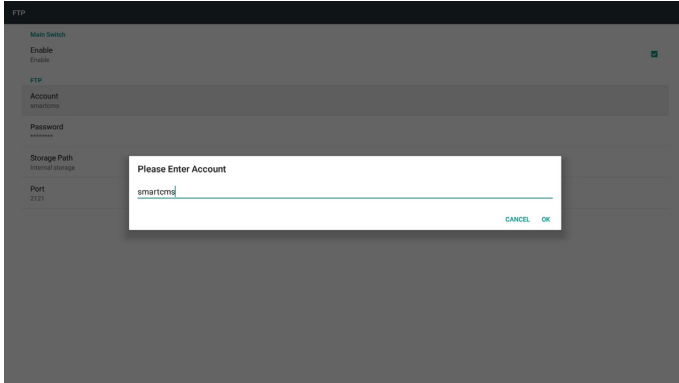 FTP
Main Switch
Enable
Enable
FTP
Account
smartcms
Password
********
Storage Path
Internal storage
Port
2121
Please Enter Account
smartcms
CANCEL OK